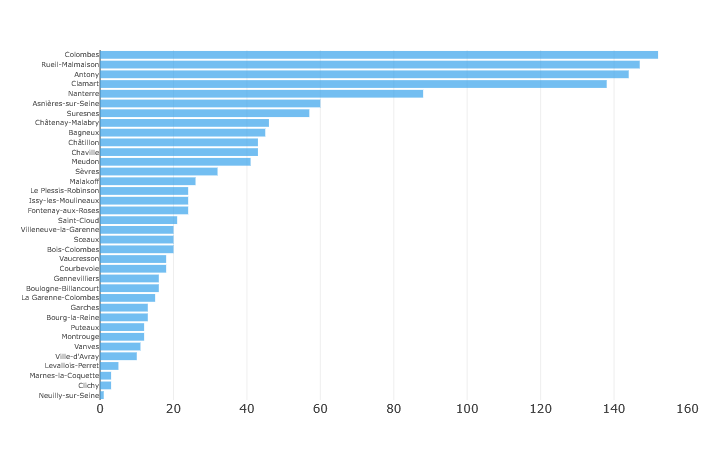 Colombes
Rueil-Malmaison
Antony
Clamart
Nanterre
Asnières-sur-Seine
Suresnes
Châtenay-Malabry
Bagneux
Châtillon
Chaville
Meudon
Sèvres
Malakoff
Le Plessis-Robinson
Issy-les-Moulineaux
Fontenay-aux-Roses
Saint-Cloud
Villeneuve-la-Garenne
Sceaux
Bois-Colombes
Vaucresson
Courbevoie
Gennevilliers
Boulogne-Billancourt
La Garenne-Colombes
Garches
Bourg-la-Reine
Puteaux
Montrouge
Vanves
Ville-d'Avray
Levallois-Perret
Marnes-la-Coquette
Clichy
Neuilly-sur-Seine
0 20 40 60 80 100 120 140 160